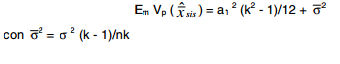 Eₘ Vₚ ( x̂ₛᵢₛ ) = a₁² (k² - 1)/12 + σ̅²
con σ̅² = σ² (k - 1)/nk